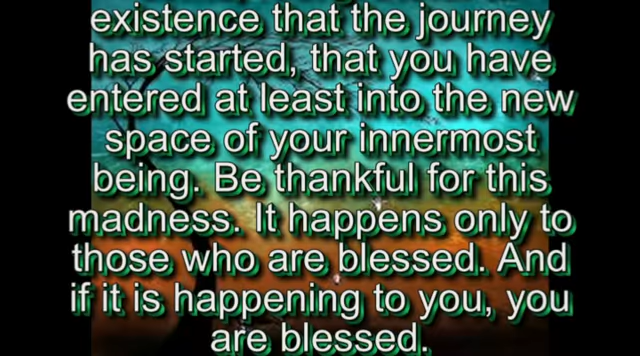 existence that the journey
has started, that you have
entered at least into the new
space of your innermost
being. Be thankful for this
madness. It happens only to
those who are blessed. And
if it is happening to you, you
are blessed.